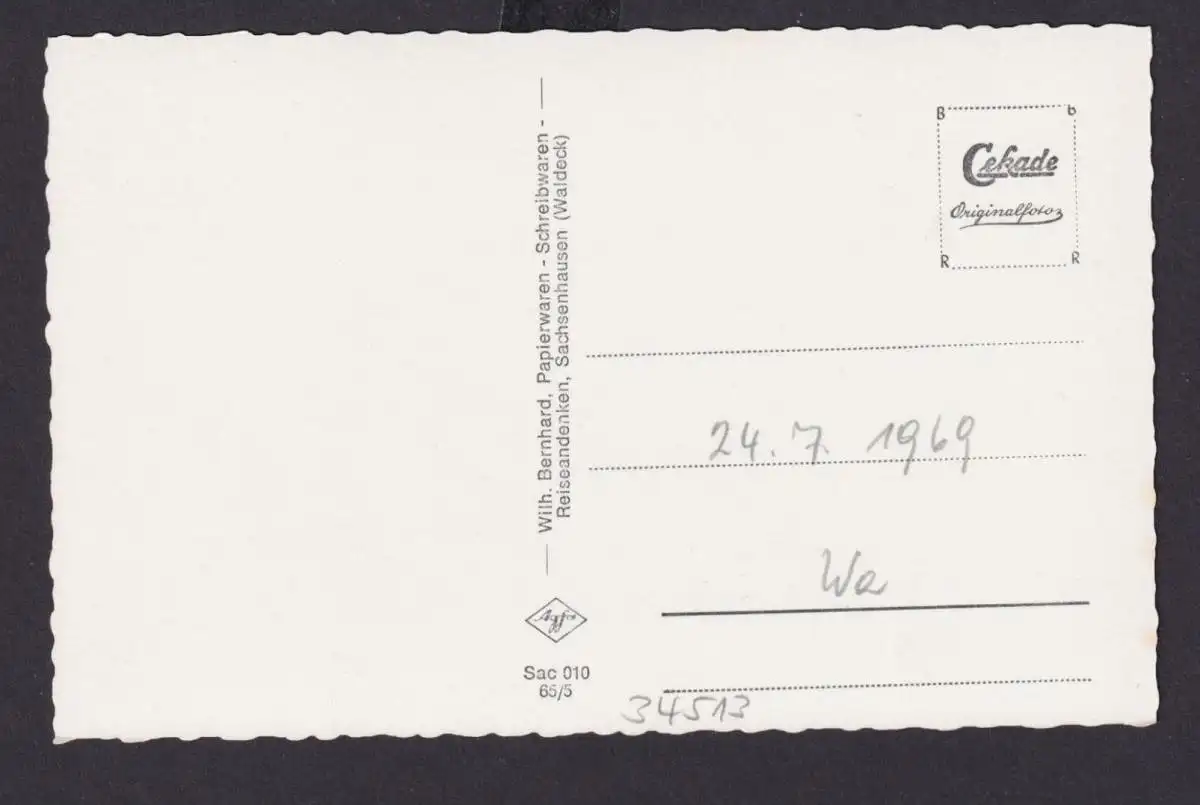 Wilh. Bernhard, Papierwaren - Schreibwaren -
Reiseandenken, Sachsenhausen (Waldeck)
Agfa
Sac 010
65/5
B B
Cekade
Originalfoto
R R
24. 7. 1969
Wa
34513